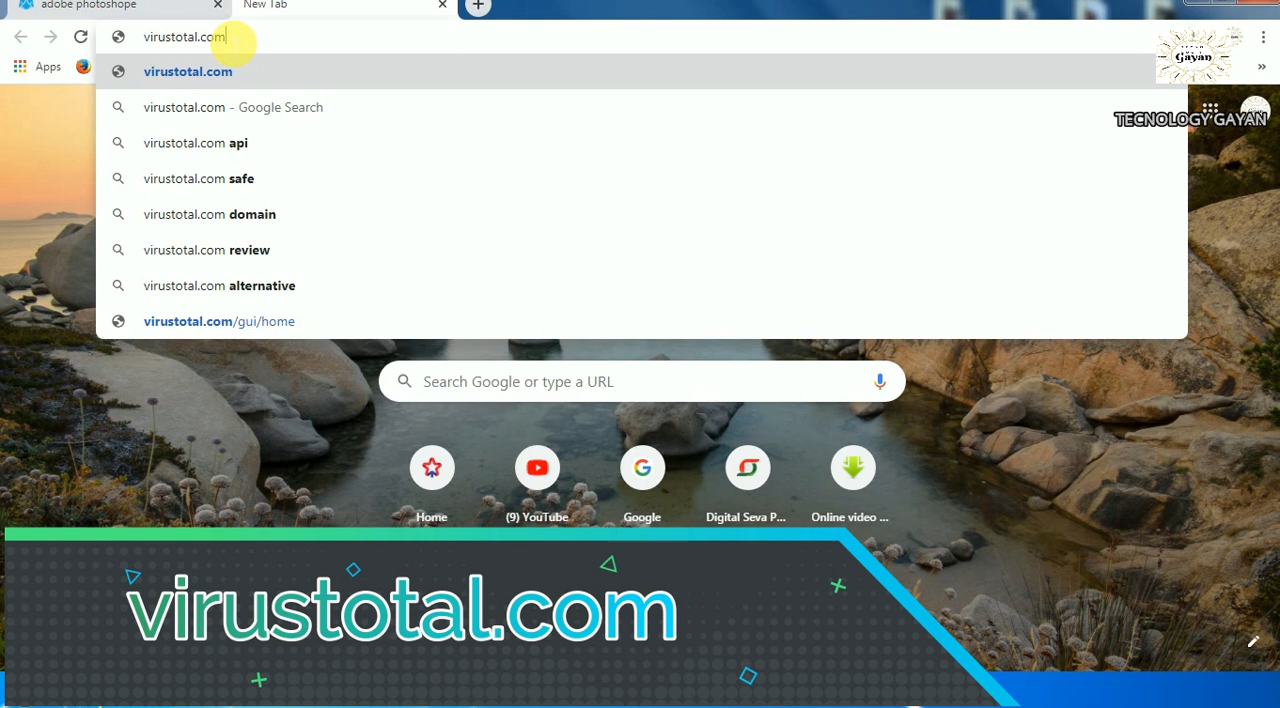 adobe photoshope
New Tab
virustotal.com
Apps
virustotal.com
virustotal.com - Google Search
virustotal.com api
virustotal.com safe
virustotal.com domain
virustotal.com review
virustotal.com alternative
virustotal.com/gui/home
Gayan
TECNOLOGY GAYAN
Search Google or type a URL
Home
(9) YouTube
Google
Digital Seva P...
Online video ...
virustotal.com